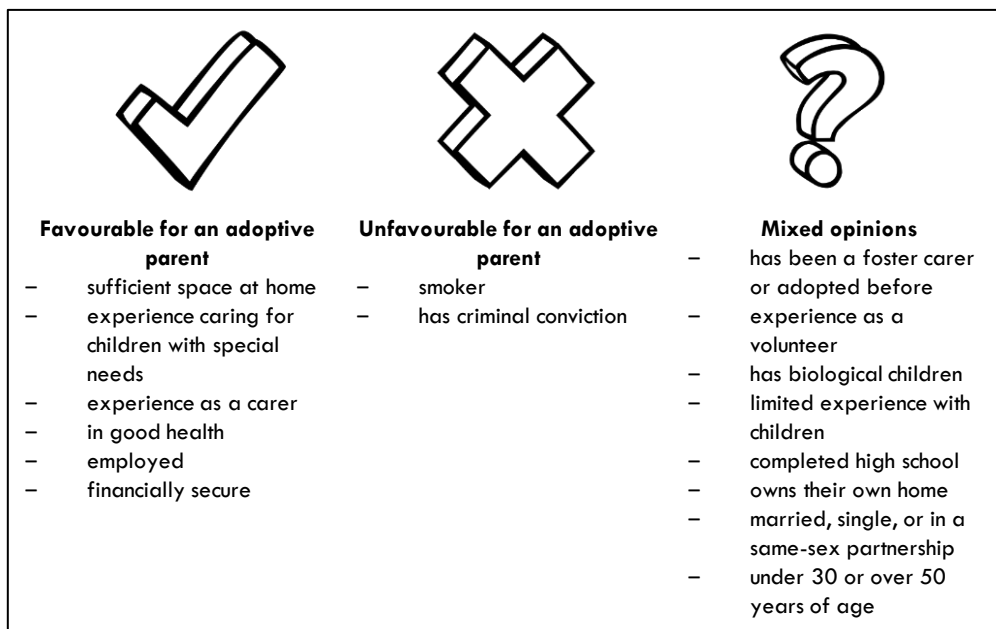 Favourable for an adoptive
parent
– sufficient space at home
– experience caring for
children with special
needs
– experience as a carer
– in good health
– employed
– financially secure
Unfavourable for an adoptive
parent
– smoker
– has criminal conviction
Mixed opinions
– has been a foster carer
or adopted before
– experience as a
volunteer
– has biological children
– limited experience with
children
– completed high school
– owns their own home
– married, single, or in a
same-sex partnership
– under 30 or over 50
years of age